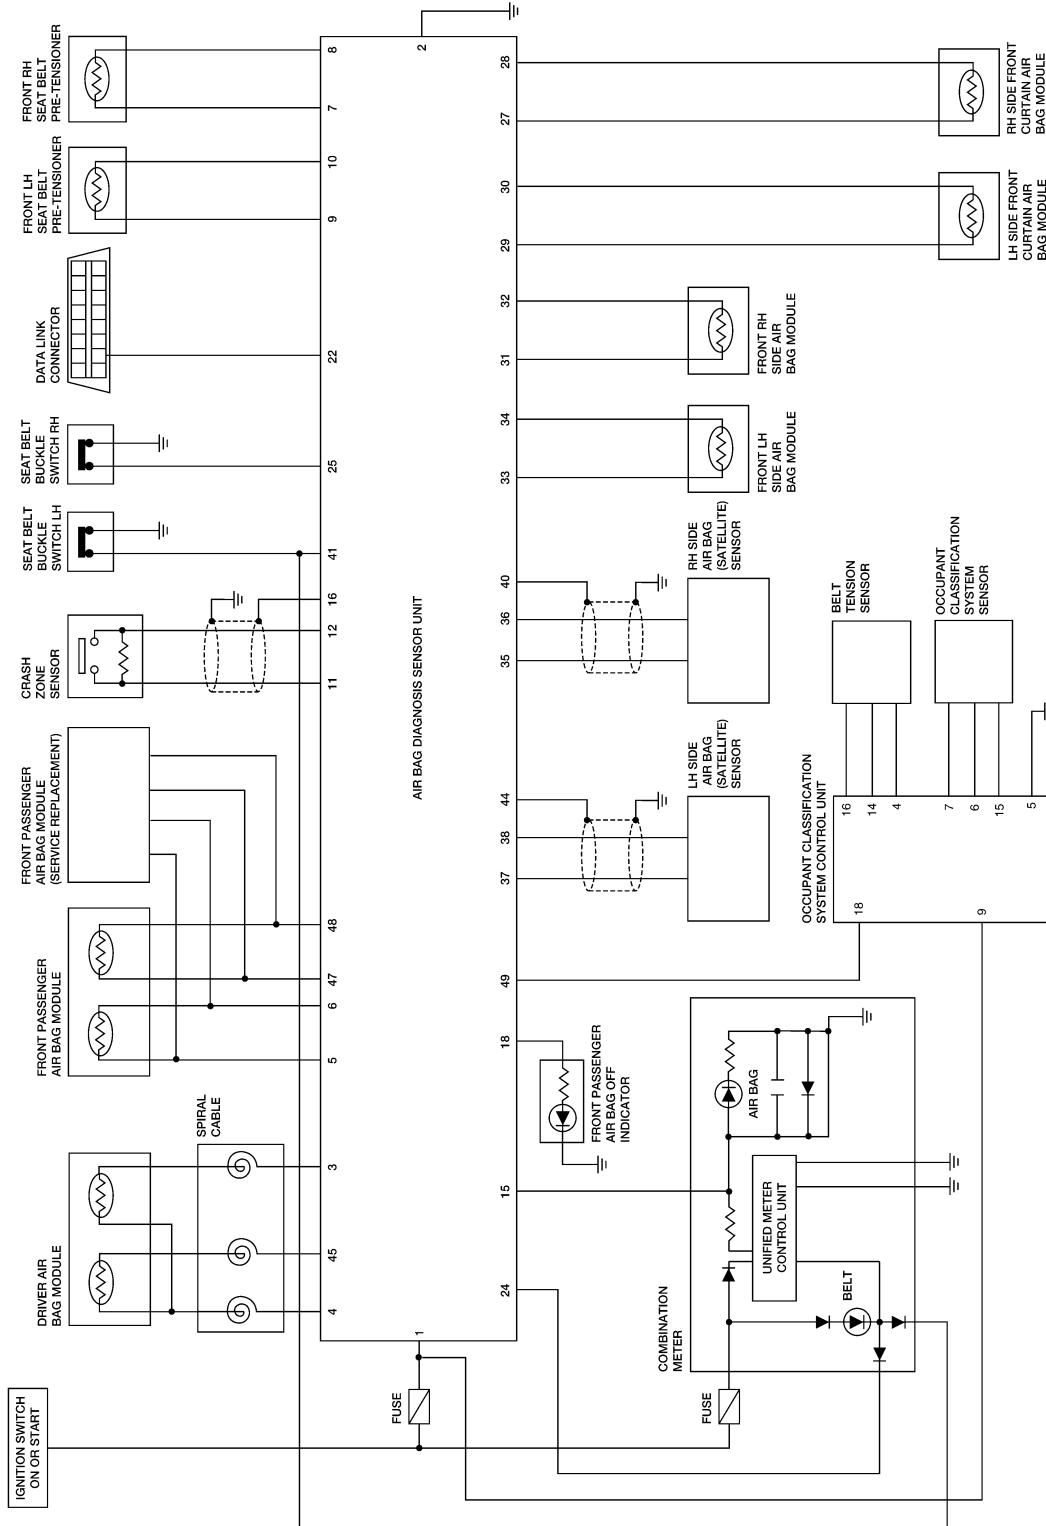 IGNITION SWITCH
ON OR START
DRIVER AIR
BAG MODULE
SPIRAL
CABLE
FRONT PASSENGER
AIR BAG MODULE
FRONT PASSENGER
AIR BAG MODULE
(SERVICE REPLACEMENT)
CRASH
ZONE
SENSOR
SEAT BELT
BUCKLE
SWITCH LH
SEAT BELT
BUCKLE
SWITCH RH
DATA LINK
CONNECTOR
FRONT LH
SEAT BELT
PRE-TENSIONER
FRONT RH
SEAT BELT
PRE-TENSIONER
4
45
3
5
6
47
48
11
12
16
41
25
22
9
10
7
8
FUSE
1
AIR BAG DIAGNOSIS SENSOR UNIT
2
24
15
18
49
37
38
44
35
36
40
33
34
31
32
29
30
27
28
FRONT PASSENGER
AIR BAG OFF
INDICATOR
FUSE
COMBINATION
METER
UNIFIED METER
CONTROL UNIT
AIR BAG
BELT
LH SIDE
AIR BAG
(SATELLITE)
SENSOR
RH SIDE
AIR BAG
(SATELLITE)
SENSOR
FRONT LH
SIDE AIR
BAG MODULE
FRONT RH
SIDE AIR
BAG MODULE
OCCUPANT CLASSIFICATION
SYSTEM CONTROL UNIT
18
9
16
14
4
7
6
15
5
BELT
TENSION
SENSOR
OCCUPANT
CLASSIFICATION
SYSTEM
SENSOR
LH SIDE FRONT
CURTAIN AIR
BAG MODULE
RH SIDE FRONT
CURTAIN AIR
BAG MODULE